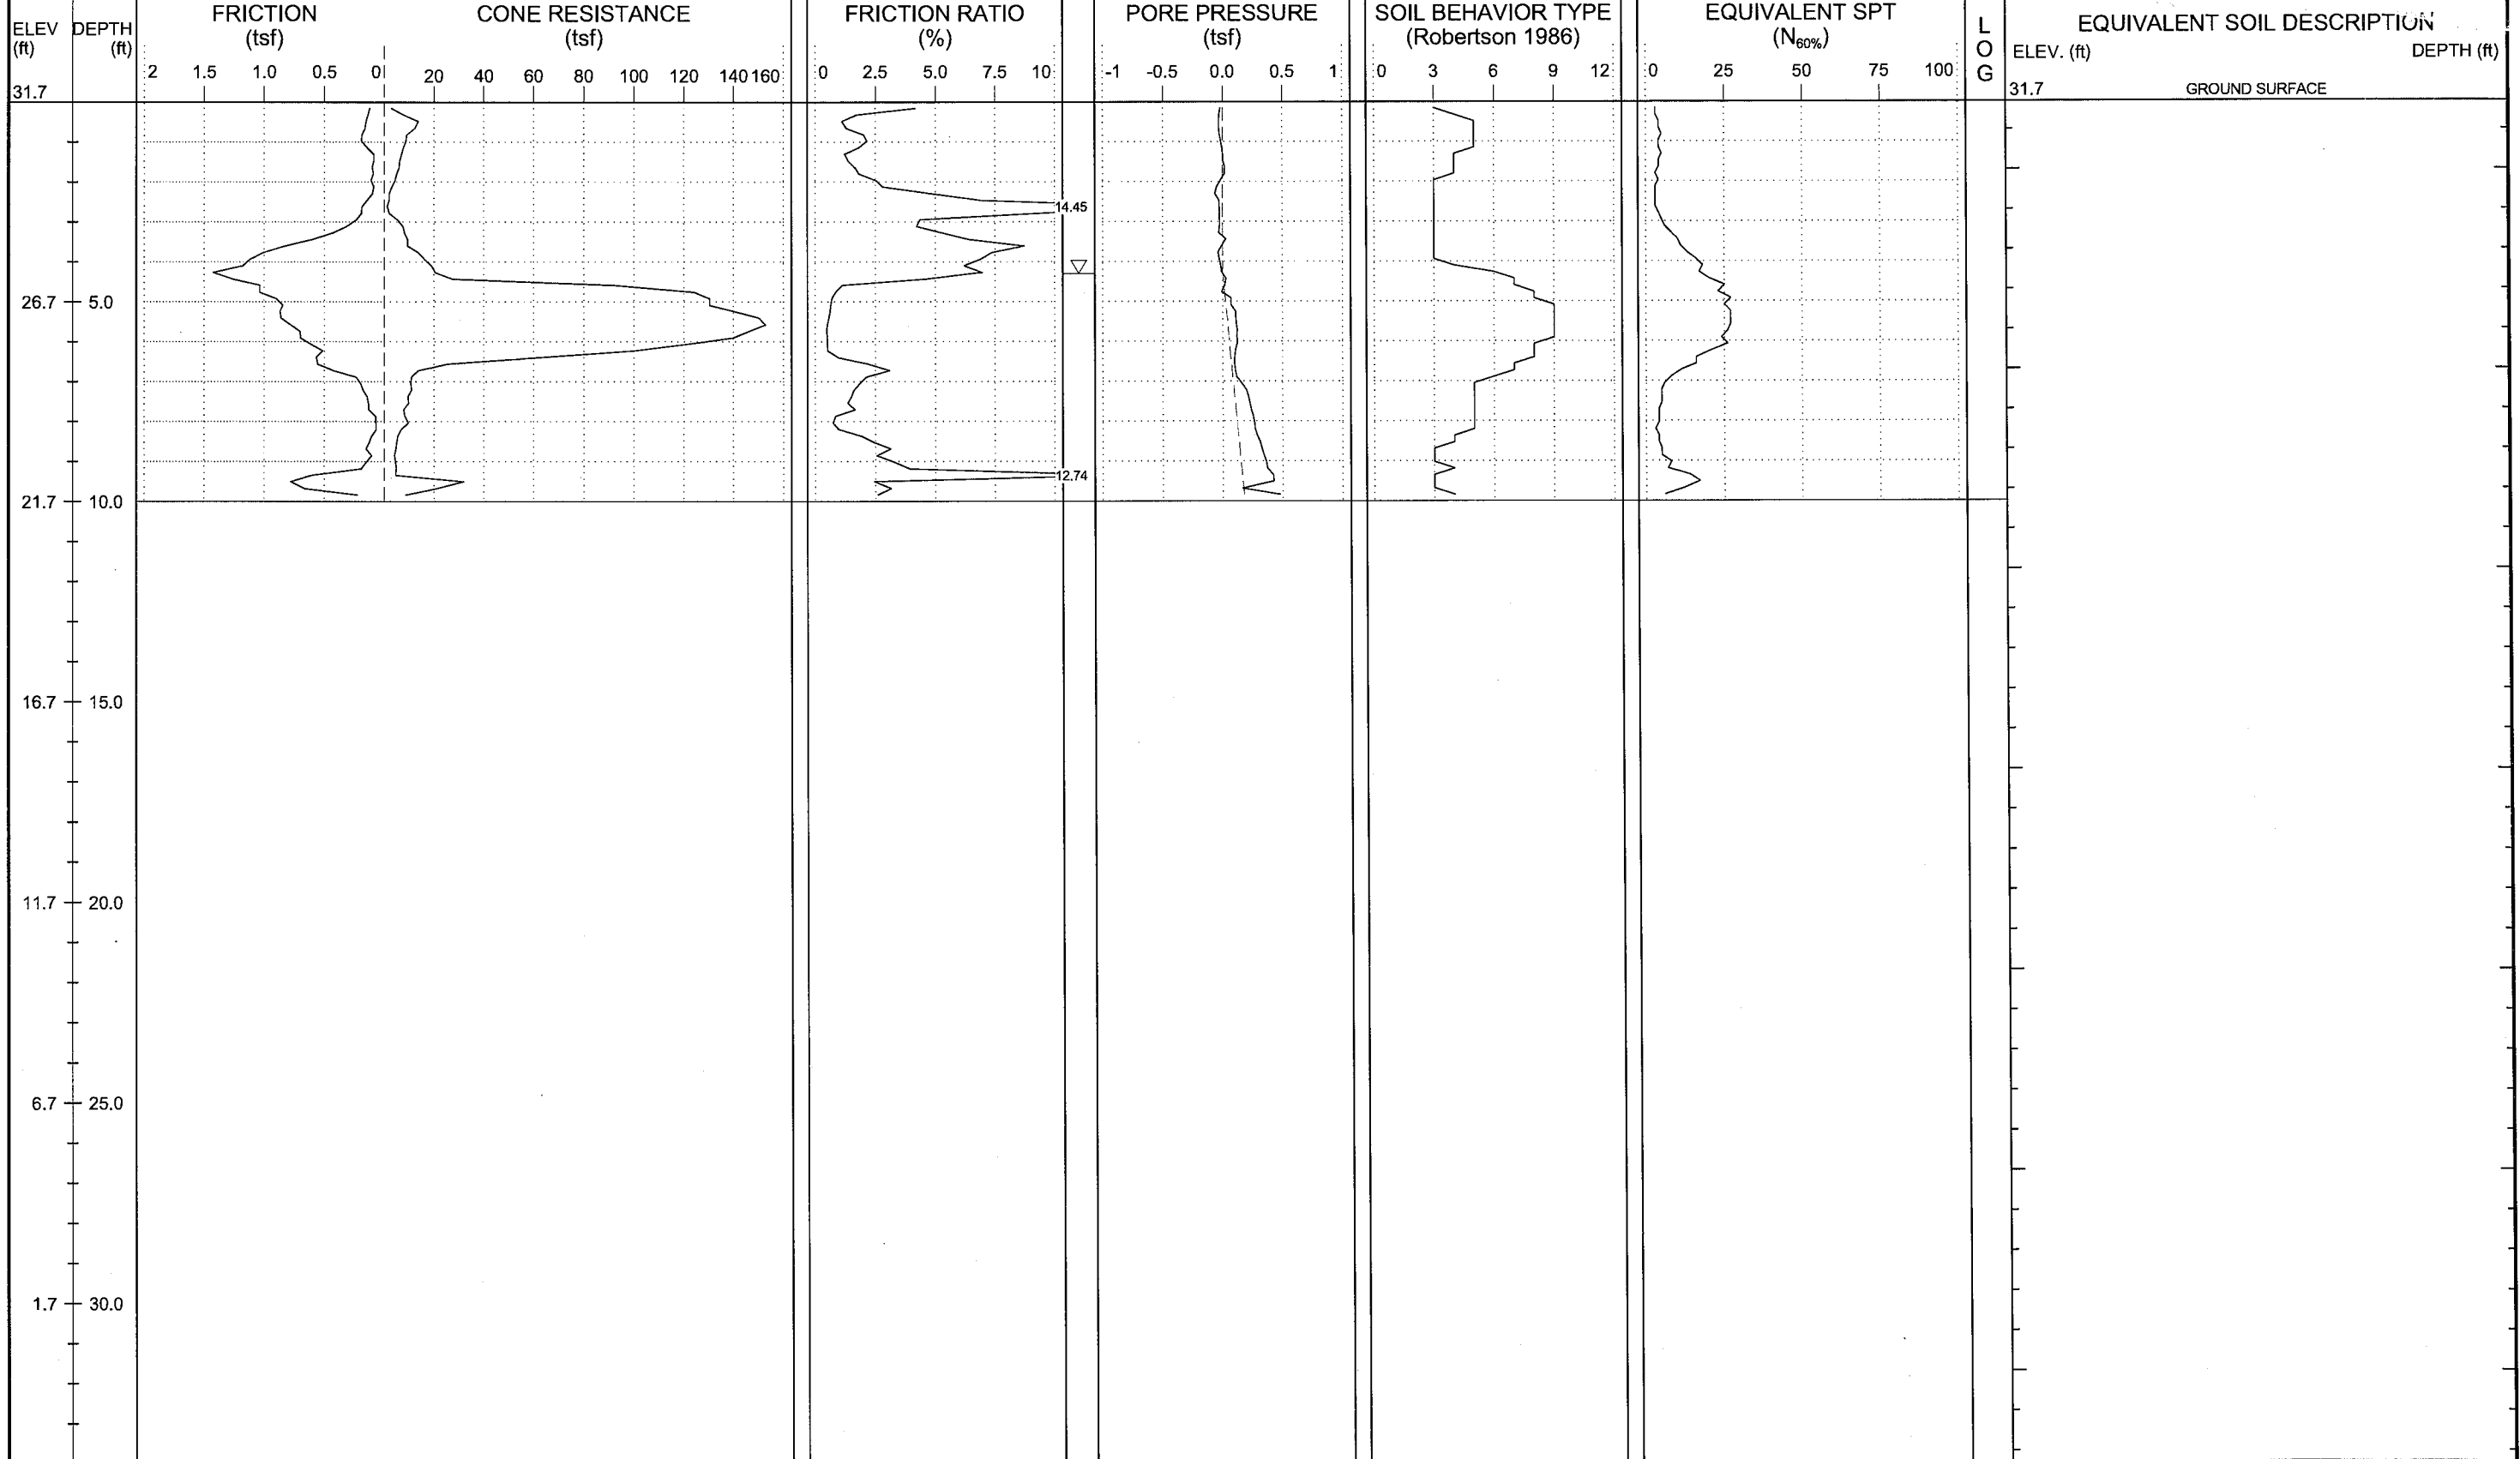 ELEV
(ft)
DEPTH
(ft)
FRICTION
(tsf)
CONE RESISTANCE
(tsf)
FRICTION RATIO
(%)
PORE PRESSURE
(tsf)
SOIL BEHAVIOR TYPE
(Robertson 1986)
EQUIVALENT SPT
(N60%)
L
O
G
EQUIVALENT SOIL DESCRIPTION
ELEV. (ft) DEPTH (ft)
2 1.5 1.0 0.5 0
20 40 60 80 100 120 140 160
0 2.5 5.0 7.5 10
-1 -0.5 0.0 0.5 1
0 3 6 9 12
0 25 50 75 100
31.7
31.7 GROUND SURFACE
14.45
26.7 5.0
12.74
21.7 10.0
16.7 15.0
11.7 20.0
6.7 25.0
1.7 30.0